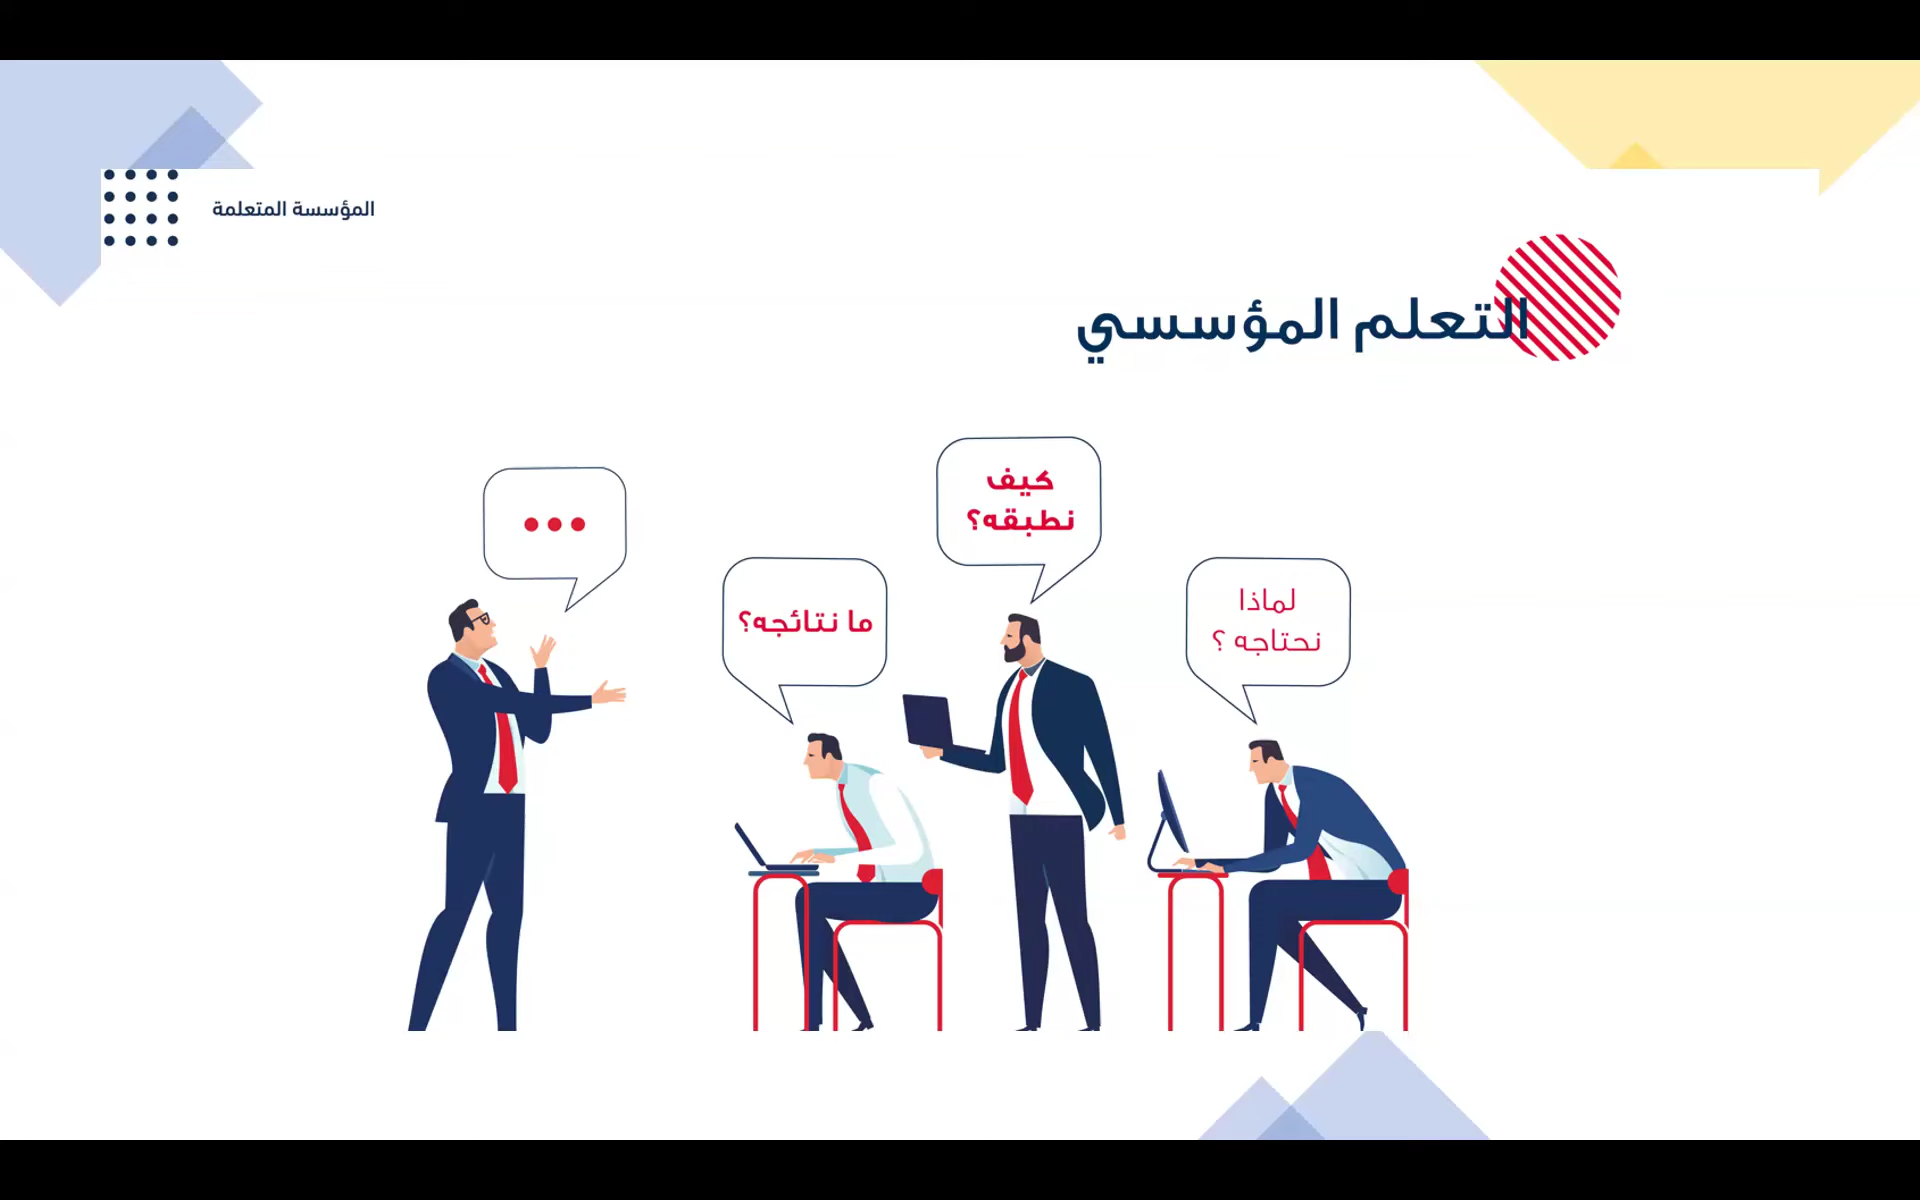 المؤسسة المتعلمة
التعلم المؤسسي
لماذا
نحتاجه ؟
كيف
نطبقه؟
ما نتائجه؟
...